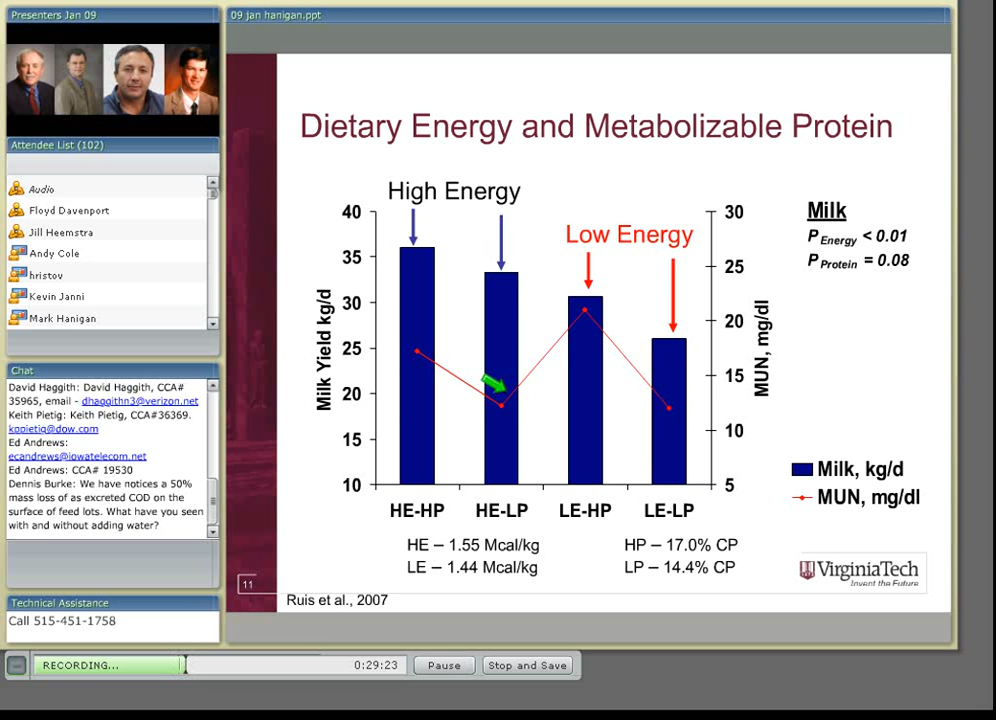 Presenters Jan 09
09 jan hanigan.ppt
Attendee List (102)
Audio
Floyd Davenport
Jill Heemstra
Andy Cole
hristov
Kevin Janni
Mark Hanigan
Chat
David Haggith: David Haggith, CCA#
35965, email - dhaggithn3@verizon.net
Keith Pietig: Keith Pietig, CCA#36369.
kppietig@dow.com
Ed Andrews:
ecandrews@iowatelecom.net
Ed Andrews: CCA# 19530
Dennis Burke: We have notices a 50%
mass loss of as excreted COD on the
surface of feed lots. What have you seen
with and without adding water?
Technical Assistance
Call 515-451-1758
Dietary Energy and Metabolizable Protein
High Energy
Low Energy
Milk
P Energy < 0.01
P Protein = 0.08
Milk Yield kg/d
40
35
30
25
20
15
10
30
25
20
15
10
5
MUN, mg/dl
HE-HP HE-LP LE-HP LE-LP
Milk, kg/d
MUN, mg/dl
HE – 1.55 Mcal/kg
LE – 1.44 Mcal/kg
HP – 17.0% CP
LP – 14.4% CP
VirginiaTech
Invent the Future
11
Ruis et al., 2007
RECORDING...
0:29:23
Pause
Stop and Save